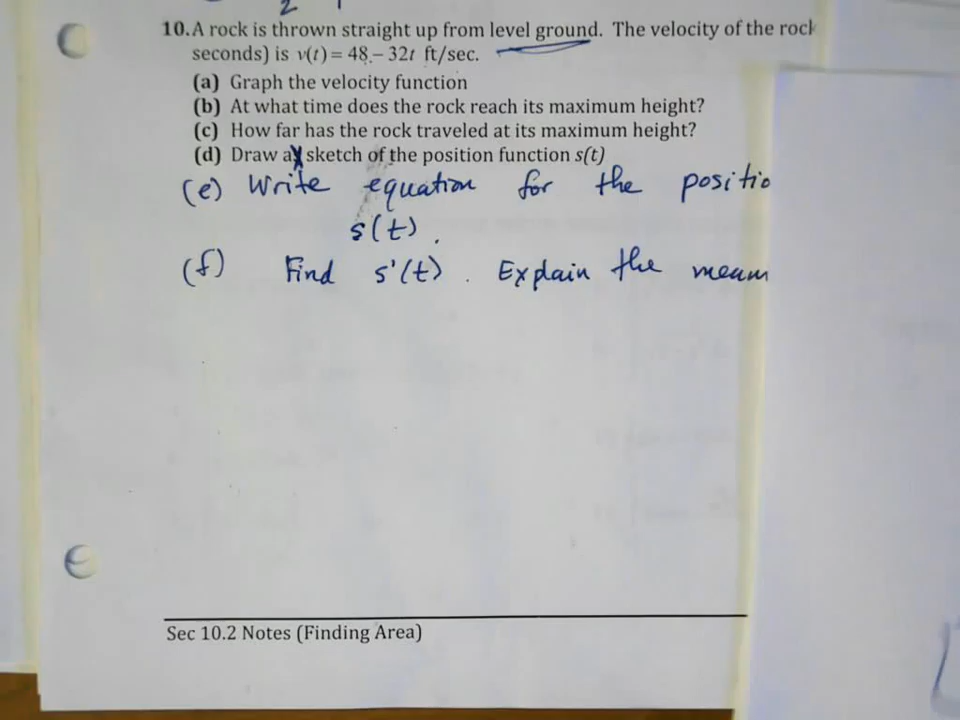 10. A rock is thrown straight up from level ground. The velocity of the
seconds) is v(t) = 48 – 32t ft/sec.
(a) Graph the velocity function
(b) At what time does the rock reach its maximum height?
(c) How far has the rock traveled at its maximum height?
(d) Draw a sketch of the position function s(t)
(e) Write equation for the positio
s(t).
(f) Find s'(t). Explain the
Sec 10.2 Notes (Finding Area)